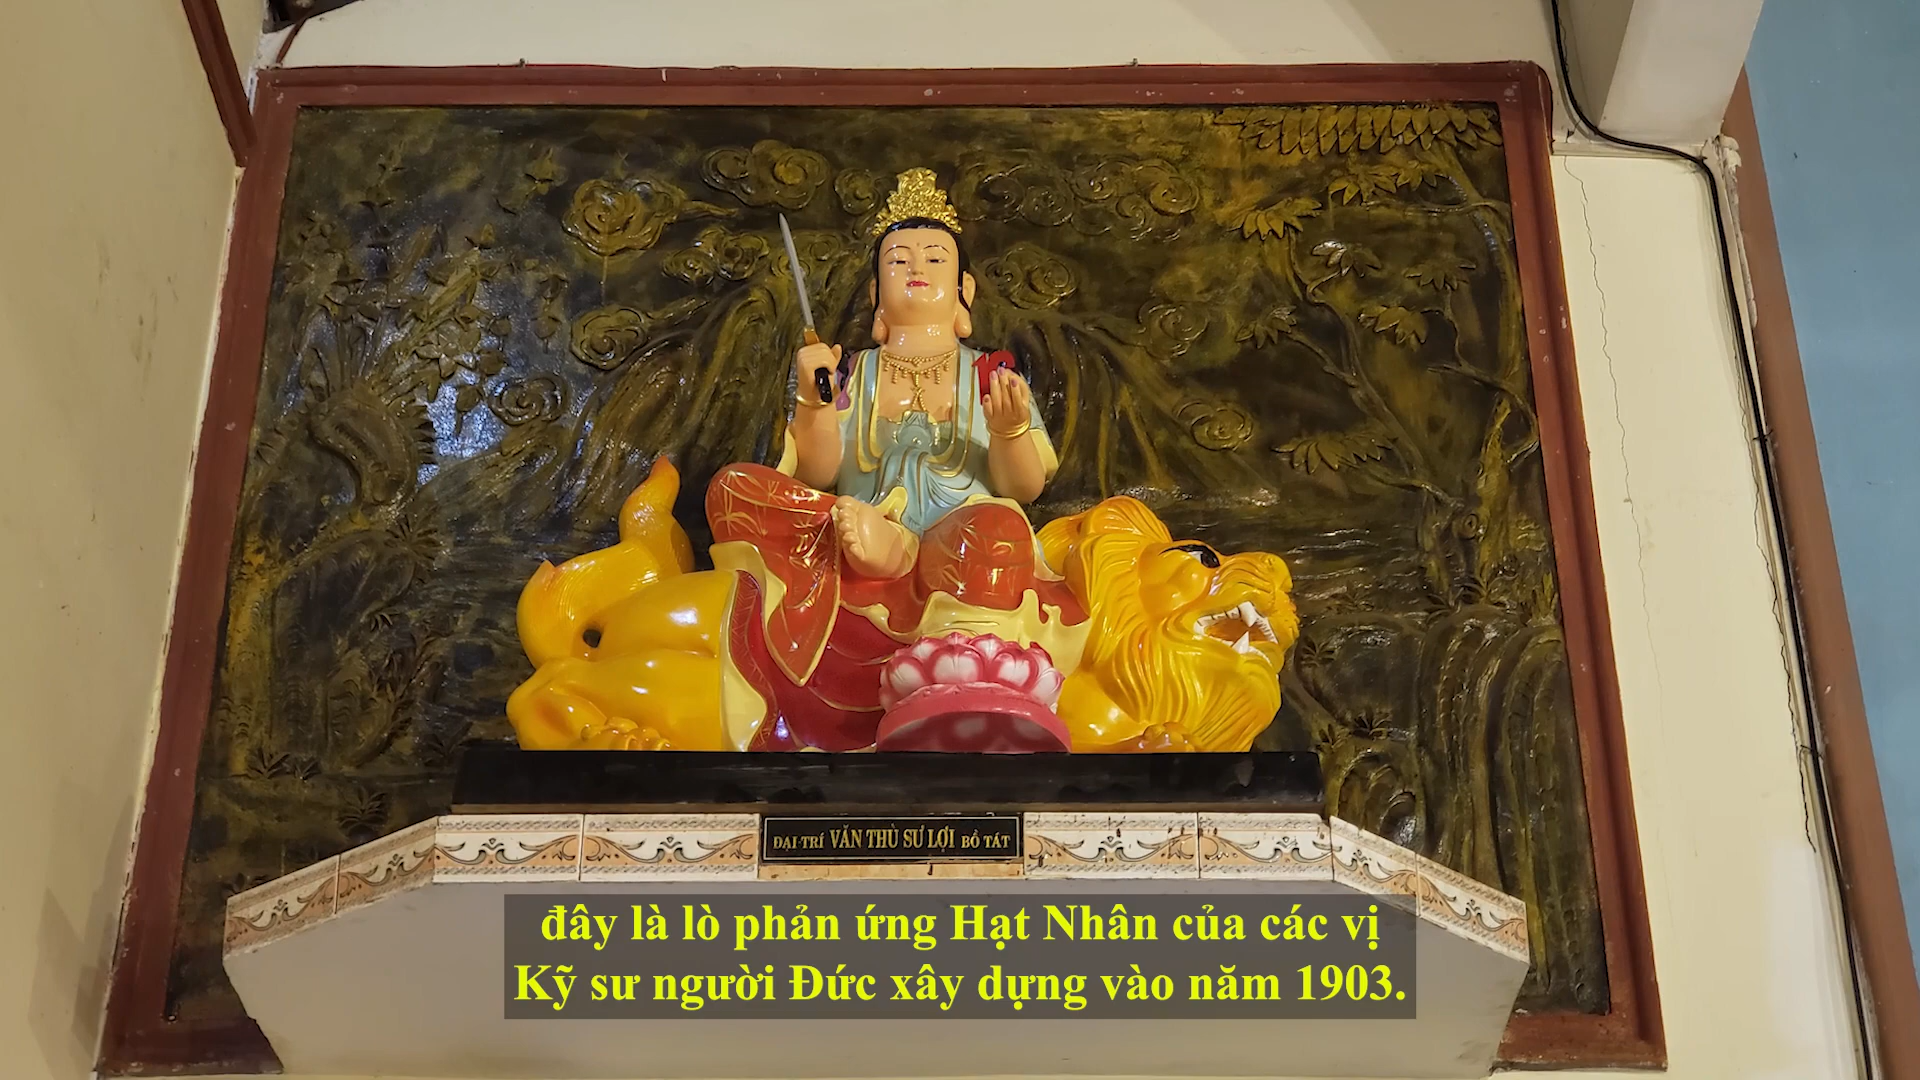 ĐẠI TRÍ VĂN THÙ SƯ LỢI BỒ TÁT
đây là lò phản ứng Hạt Nhân của các vị
Kỹ sư người Đức xây dựng vào năm 1903.